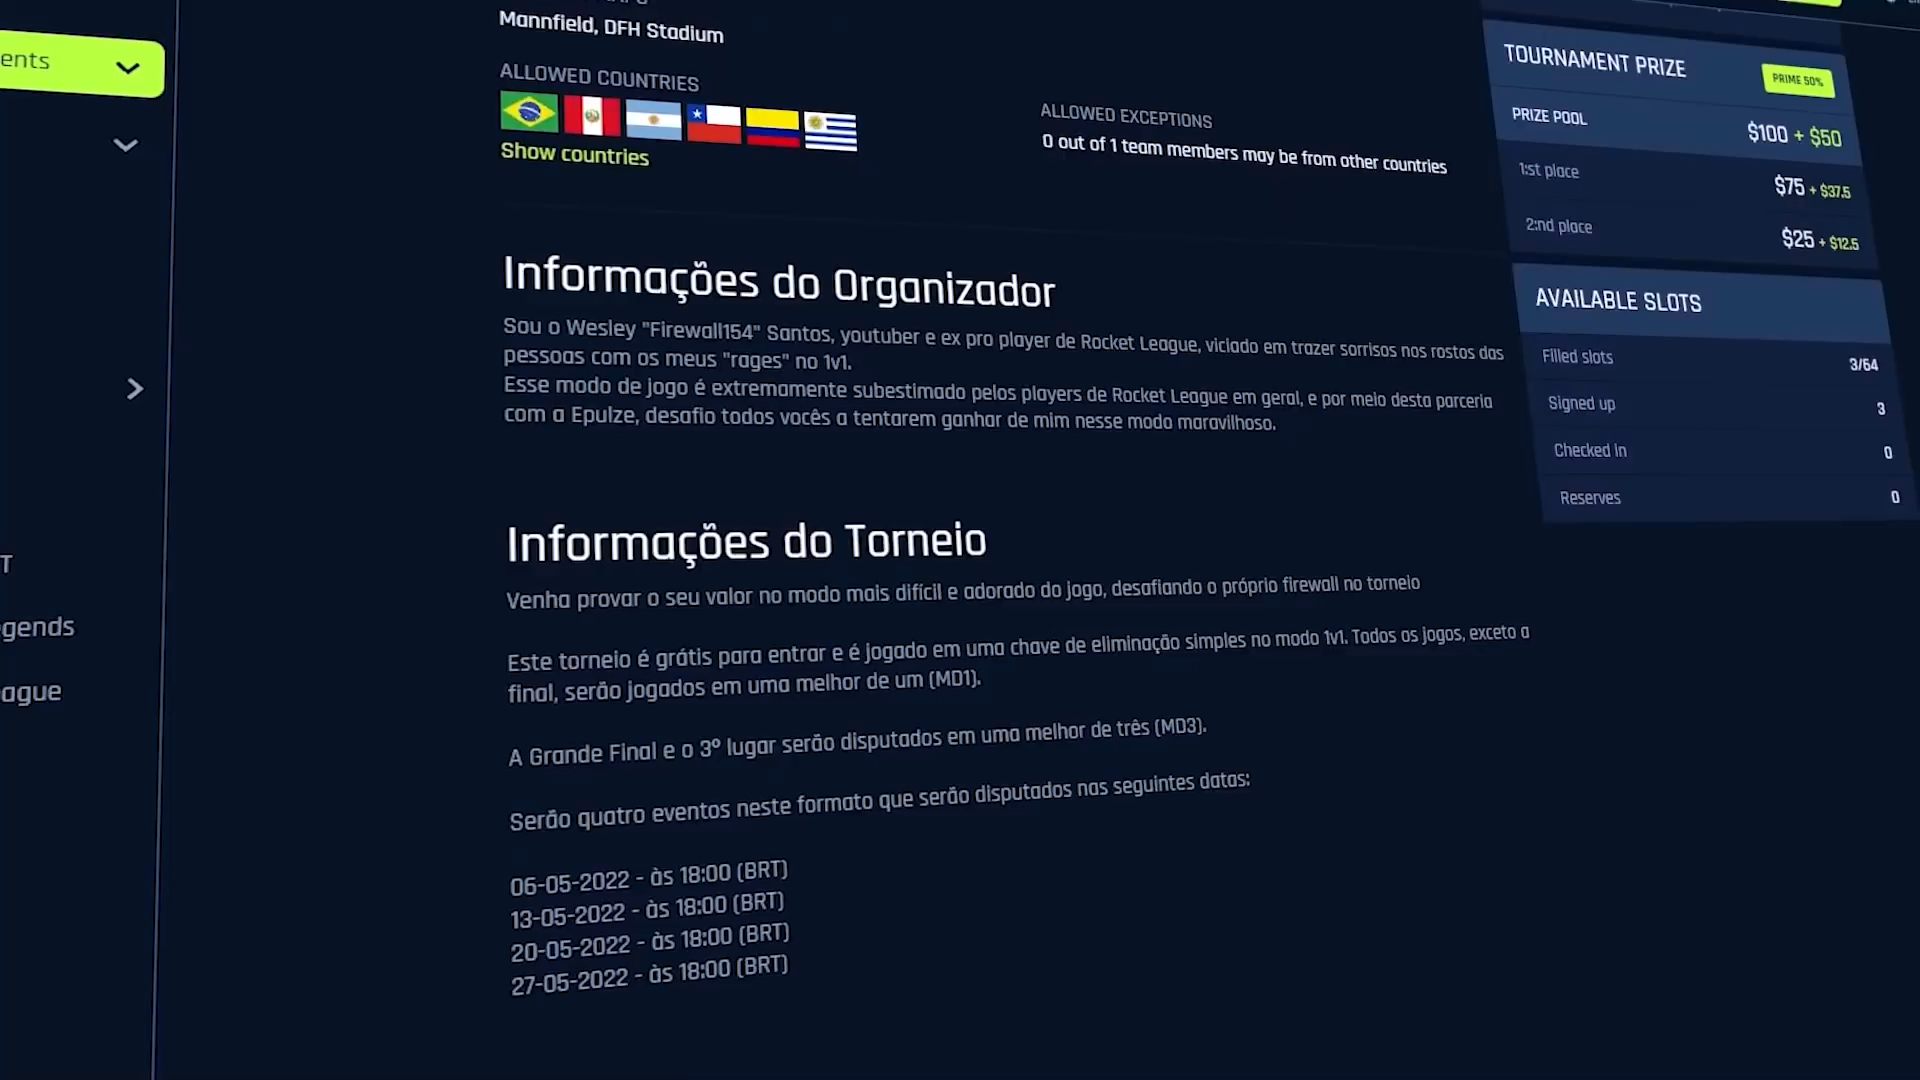 Mannfield, DFH Stadium
ALLOWED COUNTRIES
Show countries
ALLOWED EXCEPTIONS
0 out of 1 team members may be from other countries
Informações do Organizador
Sou o Wesley "Firewall154" Santos, youtuber e ex pro player de Rocket League, viciado em trazer sorrisos nos rostos das
pessoas com os meus "rages" no 1v1.
Esse modo de jogo é extremamente subestimado pelos players de Rocket League em geral, e por meio desta parceria
com a Epulze, desafio todos vocês a tentarem ganhar de mim nesse modo maravilhoso.
Informações do Torneio
Venha provar o seu valor no modo mais difícil e adorado do jogo, desafiando o próprio firewall no torneio
Este torneio é grátis para entrar e é jogado em uma chave de eliminação simples no modo 1v1. Todos os jogos, exceto a
final, serão jogados em uma melhor de um (MD1).
A Grande Final e o 3º lugar serão disputados em uma melhor de três (MD3).
Serão quatro eventos neste formato que serão disputados nas seguintes datas:
06-05-2022 - às 18:00 (BRT)
13-05-2022 - às 18:00 (BRT)
20-05-2022 - às 18:00 (BRT)
27-05-2022 - às 18:00 (BRT)
TOURNAMENT PRIZE
PRIME 50%
PRIZE POOL $100 + $50
1:st place $75 + $37.5
2:nd place $25 + $12.5
AVAILABLE SLOTS
Filled slots 3/64
Signed up 3
Checked in 0
Reserves 0
ents
T
gends
ague